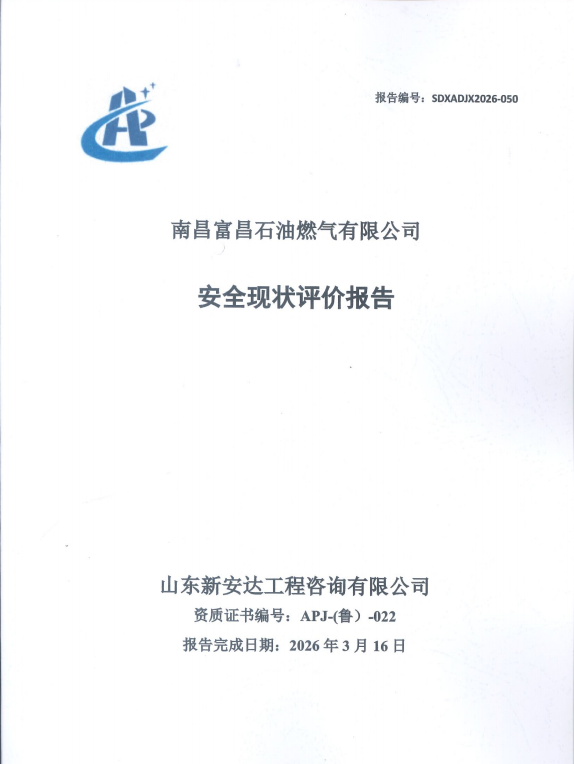 报告编号：SDXADJX2026-050
南昌富昌石油燃气有限公司
安全现状评价报告
山东新安达工程咨询有限公司
资质证书编号：APJ-(鲁）-022
报告完成日期：2026 年 3 月 16 日